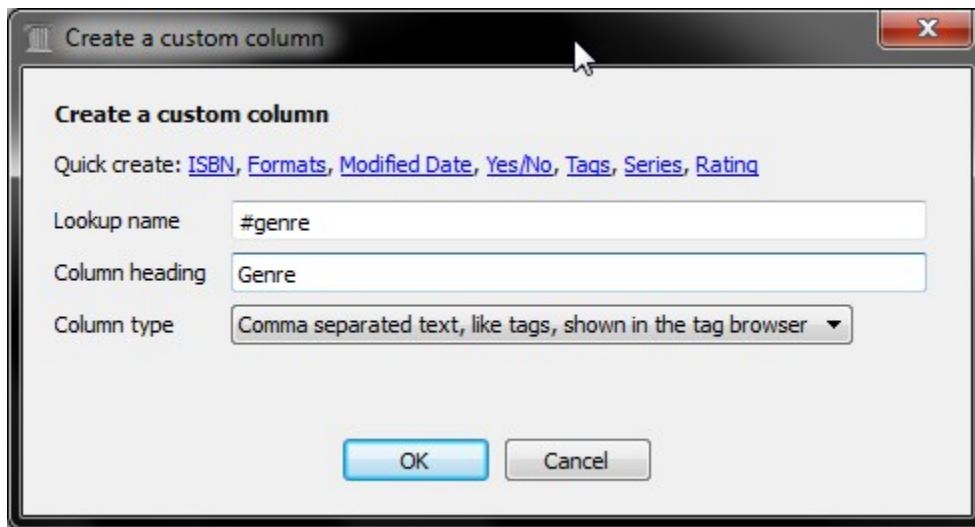 Create a custom column
Create a custom column
Quick create: ISBN, Formats, Modified Date, Yes/No, Tags, Series, Rating
Lookup name #genre
Column heading Genre
Column type Comma separated text, like tags, shown in the tag browser
OK Cancel